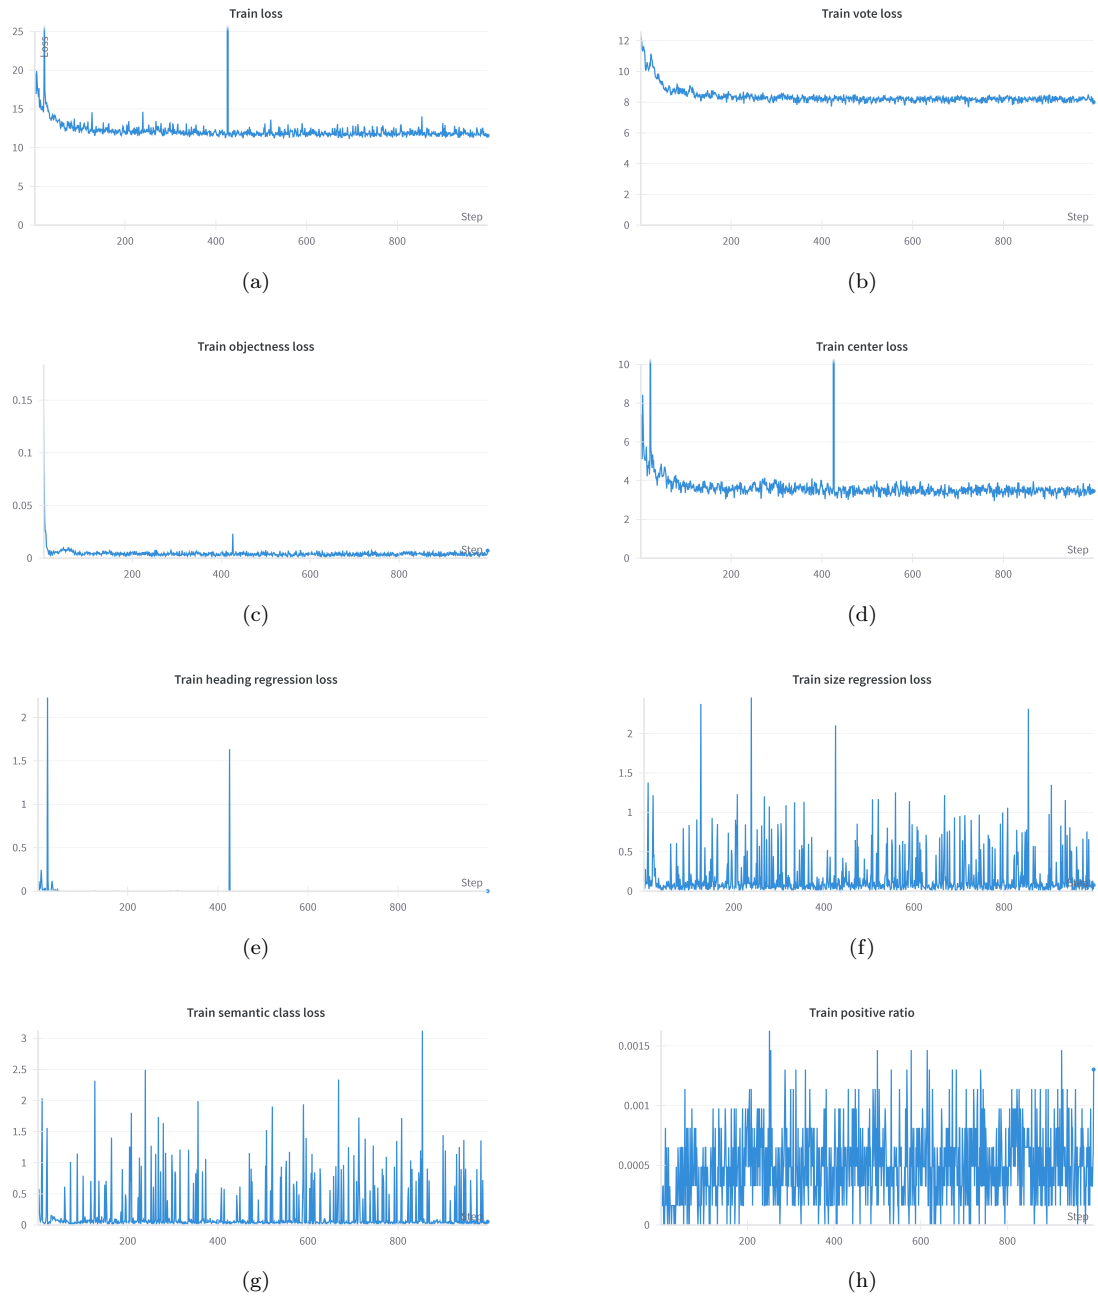 Train loss
25
20
15
10
5
0
Loss
Step
200 400 600 800
(a)
Train vote loss
12
10
8
6
4
2
0
Step
200 400 600 800
(b)
Train objectness loss
0.15
0.1
0.05
0
Step
200 400 600 800
(c)
Train center loss
10
8
6
4
2
0
Step
200 400 600 800
(d)
Train heading regression loss
2
1.5
1
0.5
0
Step
200 400 600 800
(e)
Train size regression loss
2
1.5
1
0.5
0
Step
200 400 600 800
(f)
Train semantic class loss
3
2.5
2
1.5
1
0.5
0
Step
200 400 600 800
(g)
Train positive ratio
0.0015
0.001
0.0005
0
Step
200 400 600 800
(h)